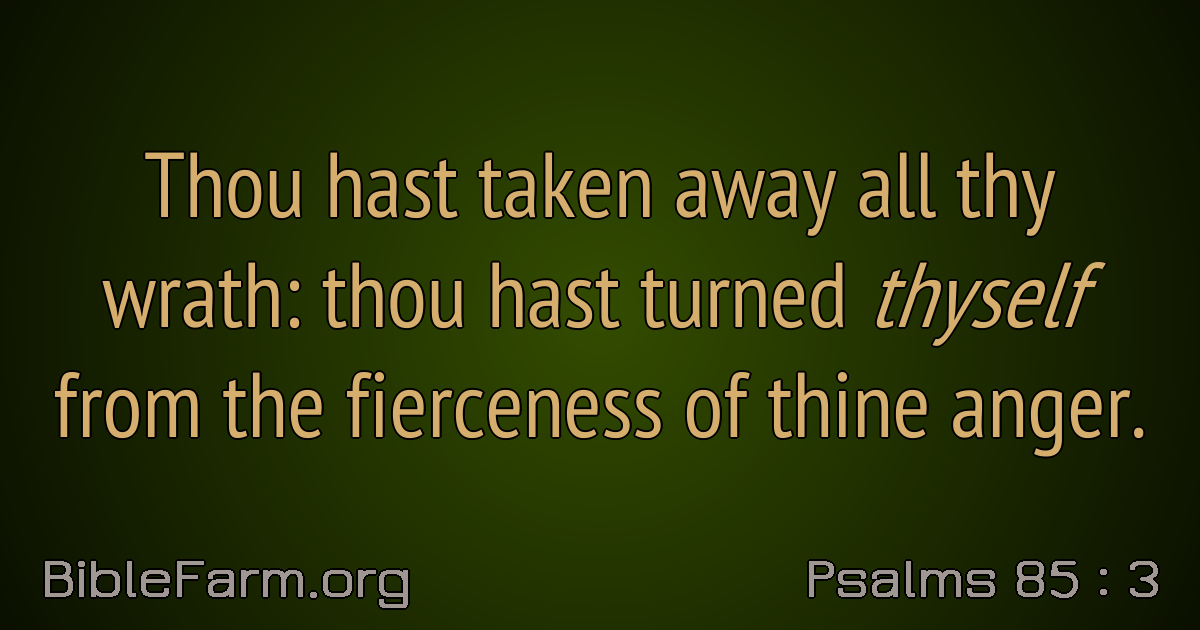 Thou hast taken away all thy
wrath: thou hast turned thyself
from the fierceness of thine anger.
BibleFarm.org
Psalms 85 : 3